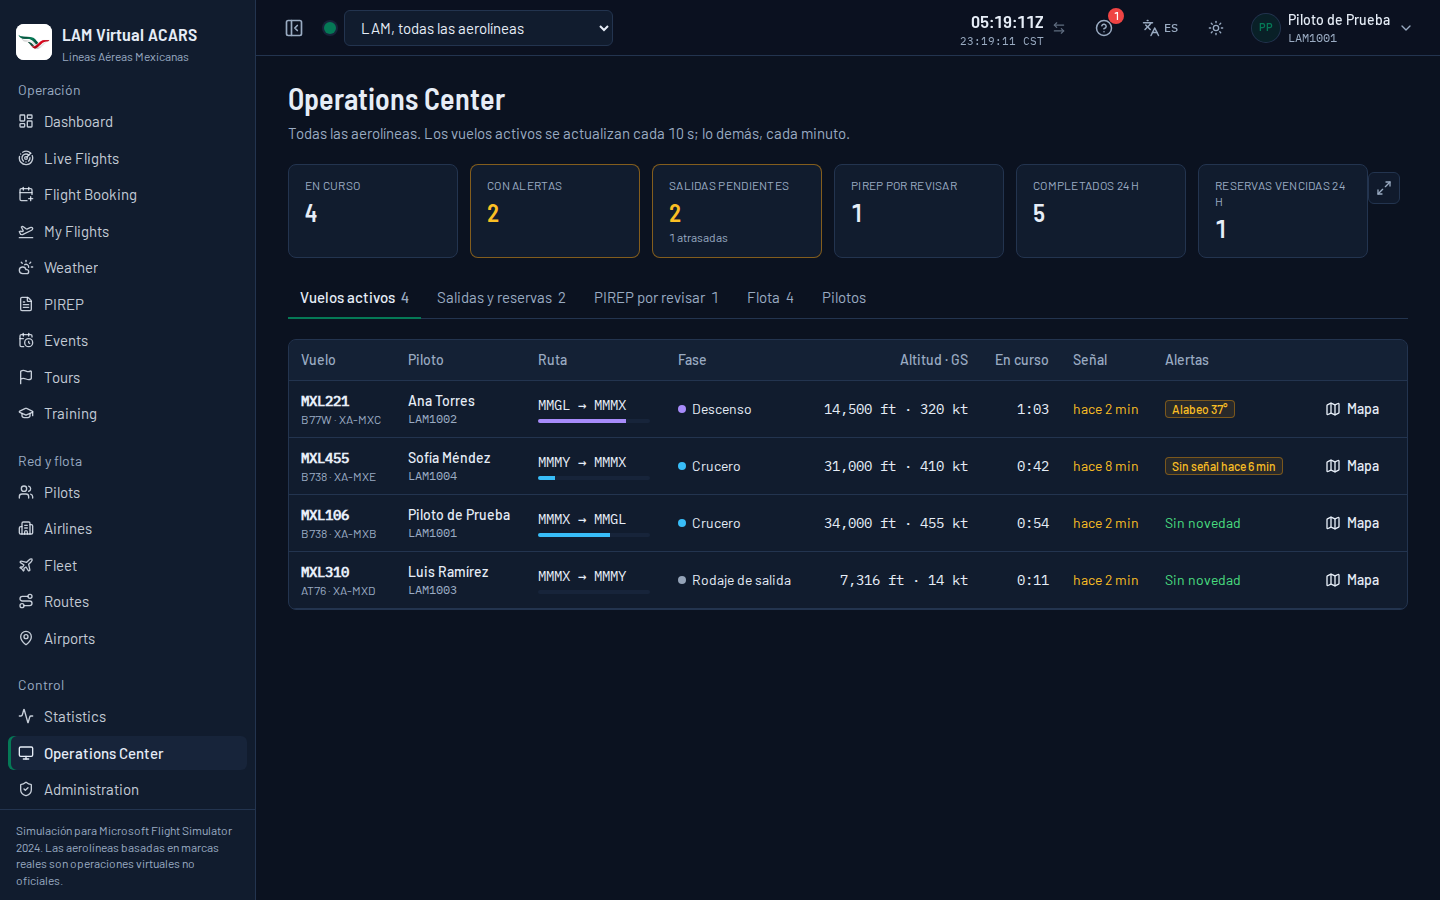 LAM Virtual ACARS
Líneas Aéreas Mexicanas
Operación
Dashboard
Live Flights
Flight Booking
My Flights
Weather
PIREP
Events
Tours
Training
Red y flota
Pilots
Airlines
Fleet
Routes
Airports
Control
Statistics
Operations Center
Administration
Simulación para Microsoft Flight Simulator
2024. Las aerolíneas basadas en marcas
reales son operaciones virtuales no
oficiales.
LAM, todas las aerolíneas
05:19:11Z
23:19:11 CST
1
ES
PP
Piloto de Prueba
LAM1001
Operations Center
Todas las aerolíneas. Los vuelos activos se actualizan cada 10 s; lo demás, cada minuto.
EN CURSO
4
CON ALERTAS
2
SALIDAS PENDIENTES
2
1 atrasadas
PIREP POR REVISAR
1
COMPLETADOS 24 H
5
RESERVAS VENCIDAS 24
H
1
Vuelos activos 4
Salidas y reservas 2
PIREP por revisar 1
Flota 4
Pilotos
Vuelo Piloto Ruta Fase Altitud · GS En curso Señal Alertas
MXL221 Ana Torres MMGL → MMMX Descenso 14,500 ft · 320 kt 1:03 hace 2 min Alabeo 37° Mapa
B77W · XA-MXC LAM1002
MXL455 Sofía Méndez MMMY → MMMX Crucero 31,000 ft · 410 kt 0:42 hace 8 min Sin señal hace 6 min Mapa
B738 · XA-MXE LAM1004
MXL106 Piloto de Prueba MMMX → MMGL Crucero 34,000 ft · 455 kt 0:54 hace 2 min Sin novedad Mapa
B738 · XA-MXB LAM1001
MXL310 Luis Ramírez MMMX → MMMY Rodaje de salida 7,316 ft · 14 kt 0:11 hace 2 min Sin novedad Mapa
AT76 · XA-MXD LAM1003